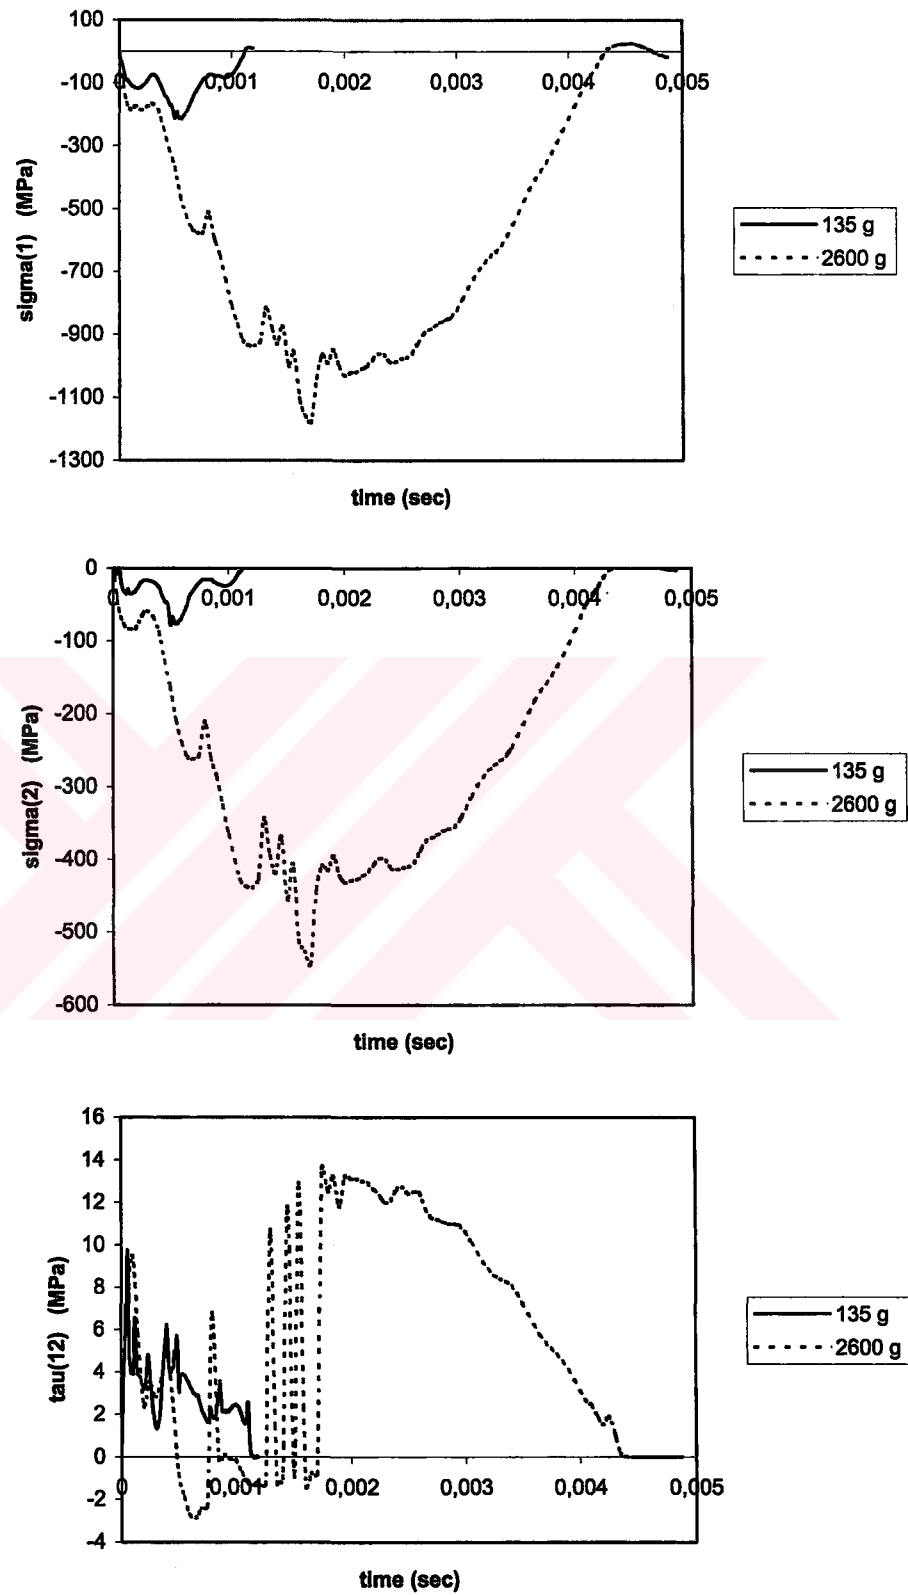 100
-100
-300
-500
-700
-900
-1100
-1300
sigma(1) (MPa)
0 0,001 0,002 0,003 0,004 0,005
time (sec)
135 g
2600 g
0
-100
-200
-300
-400
-500
-600
sigma(2) (MPa)
0 0,001 0,002 0,003 0,004 0,005
time (sec)
135 g
2600 g
16
14
12
10
8
6
4
2
0
-2
-4
tau(12) (MPa)
0 0,001 0,002 0,003 0,004 0,005
time (sec)
135 g
2600 g